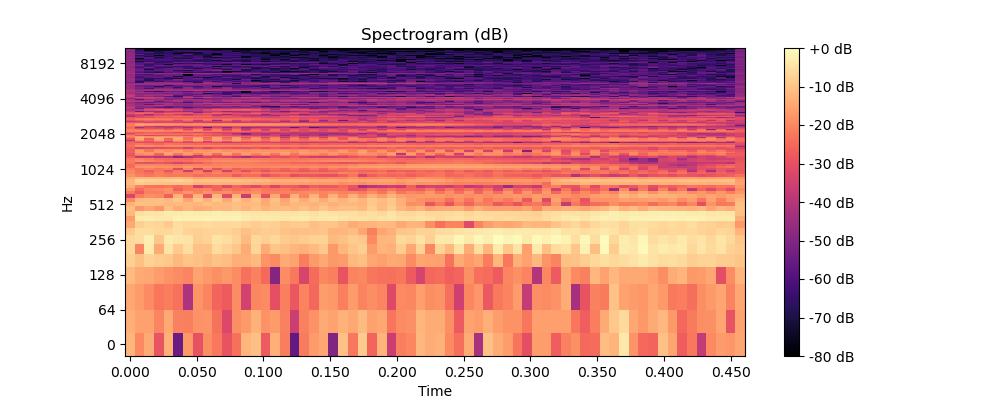 Spectrogram (dB)
Hz
8192
4096
2048
1024
512
256
128
64
0
0.000 0.050 0.100 0.150 0.200 0.250 0.300 0.350 0.400 0.450
Time
+0 dB
-10 dB
-20 dB
-30 dB
-40 dB
-50 dB
-60 dB
-70 dB
-80 dB